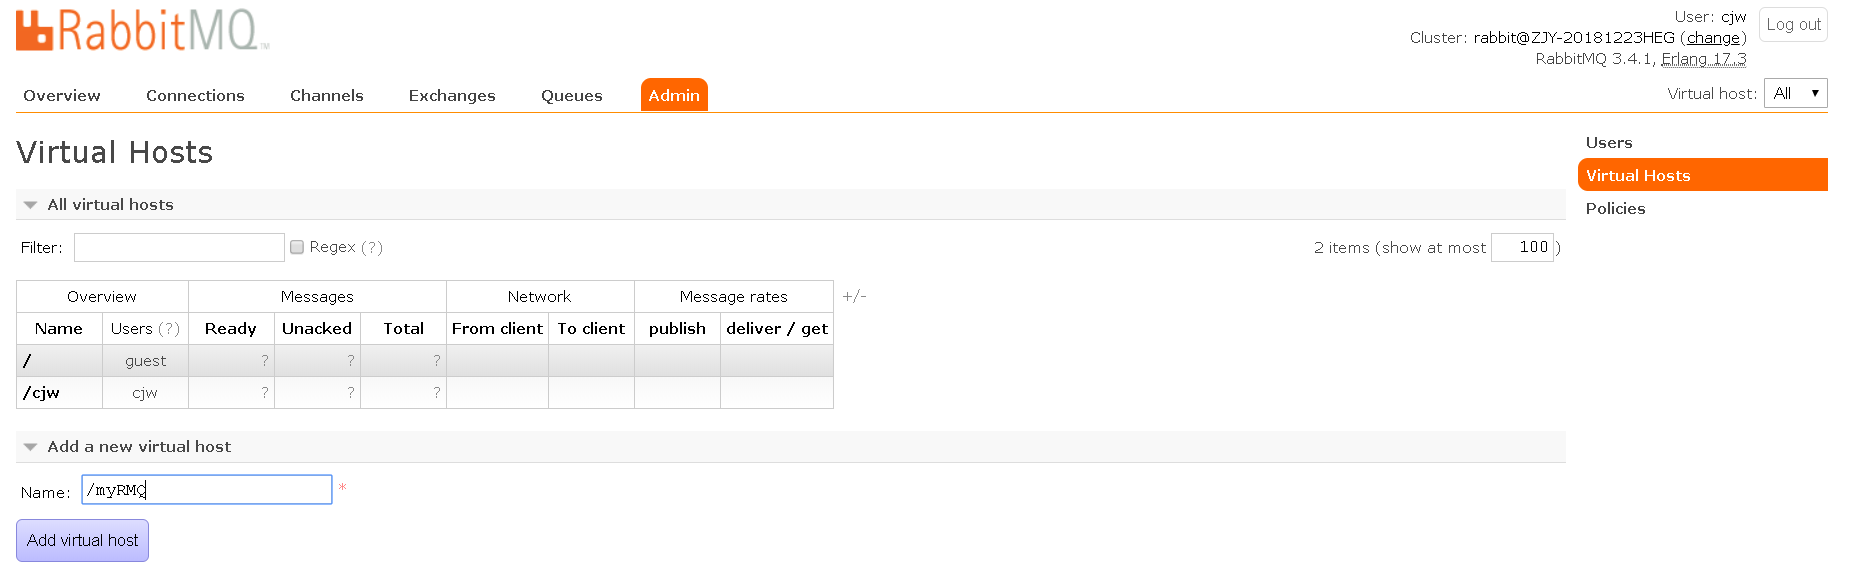 RabbitMQ™
User: cjw
Log out
Cluster: rabbit@ZJY-20181223HEG (change)
RabbitMQ 3.4.1, Erlang 17.3
Overview Connections Channels Exchanges Queues Admin
Virtual host: All
Virtual Hosts
All virtual hosts
Filter: Regex (?)
2 items (show at most 100)
Overview Messages Network Message rates +/-
Name Users (?) Ready Unacked Total From client To client publish deliver / get
/ guest ? ? ?
/cjw cjw ? ? ?
Add a new virtual host
Name: /myRMQ *
Add virtual host
Users
Virtual Hosts
Policies